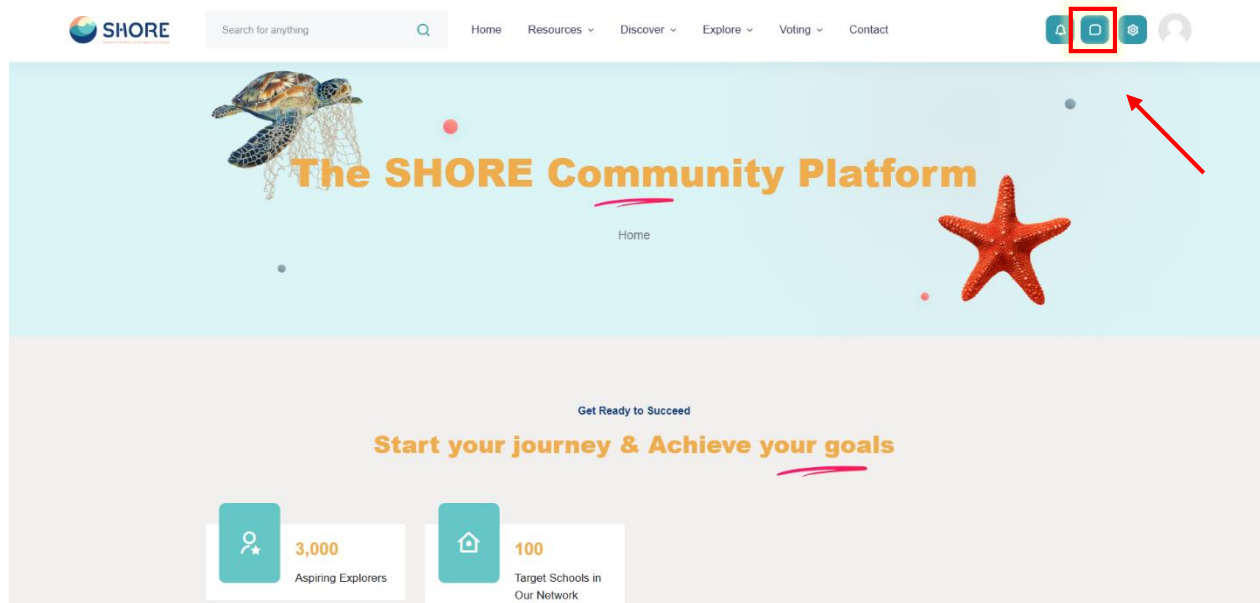 SHORE
Search for anything
Home Resources Discover Explore Voting Contact
The SHORE Community Platform
Home
Get Ready to Succeed
Start your journey & Achieve your goals
3,000
Aspiring Explorers
100
Target Schools in
Our Network